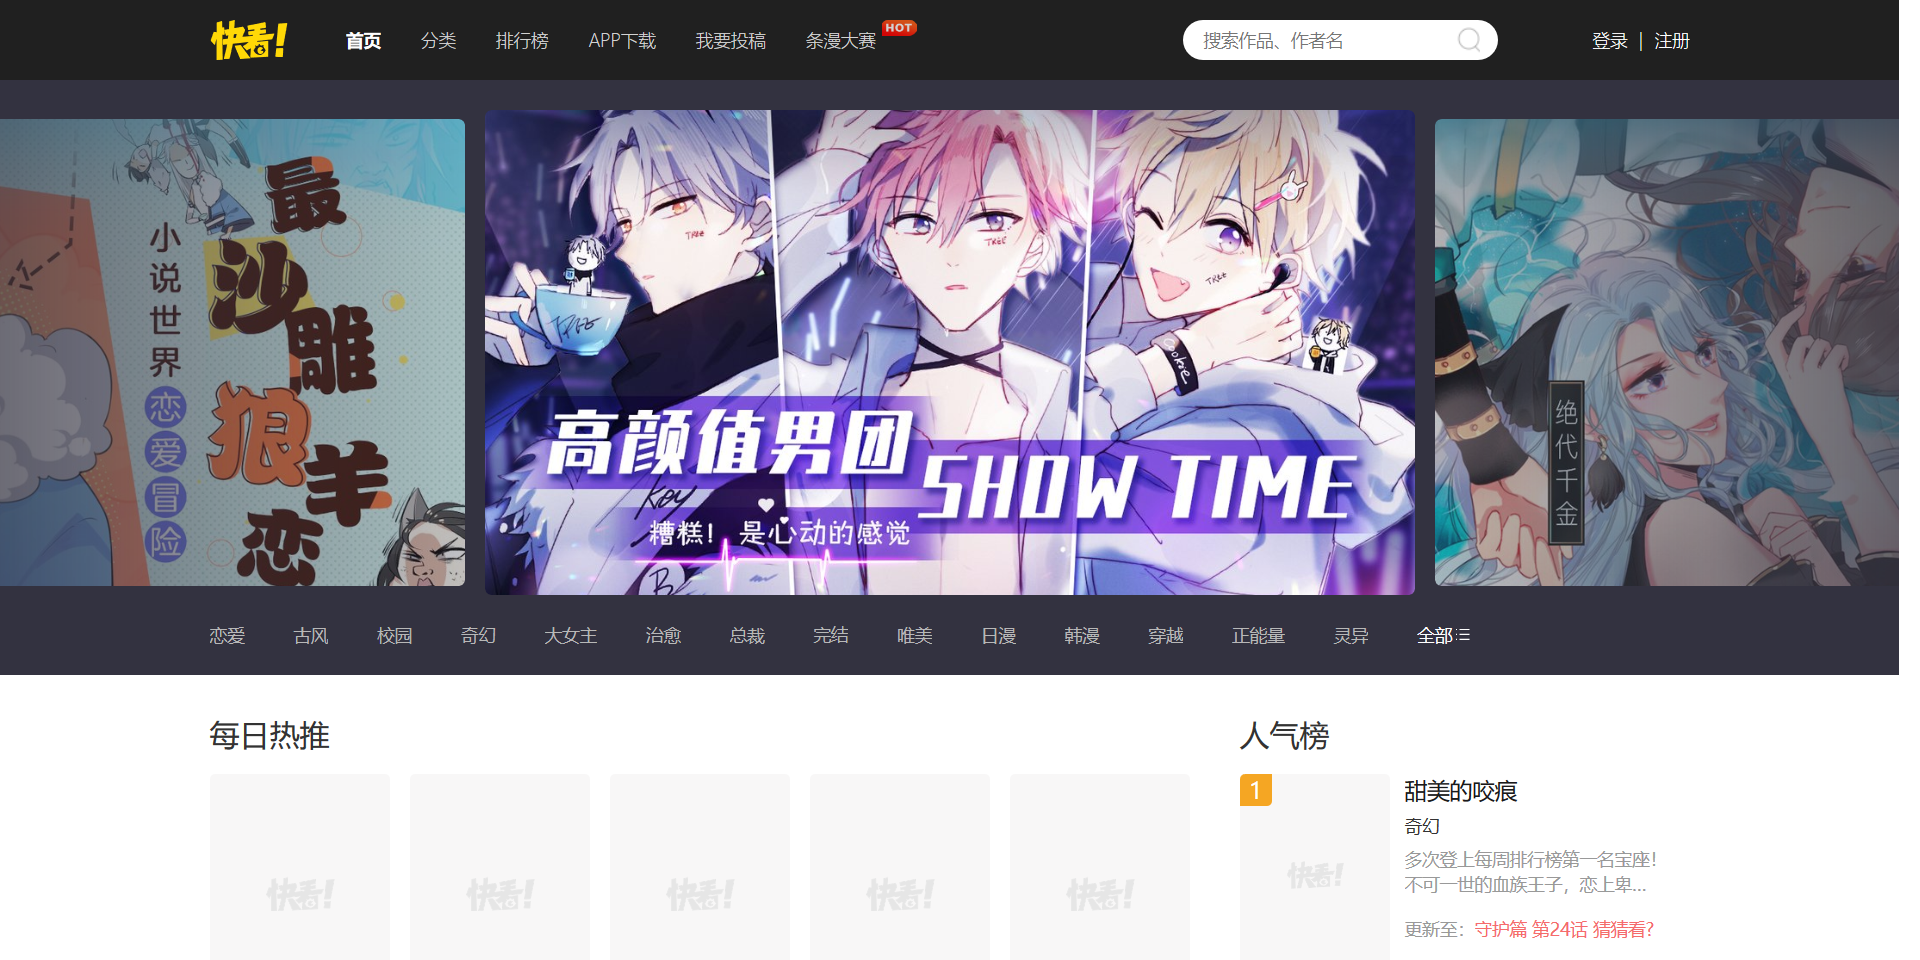 快看!
首页 分类 排行榜 APP下载 我要投稿 条漫大赛 HOT
搜索作品、作者名
登录 | 注册
最沙雕狼羊恋
小说世界恋爱冒险
TREE
TREE
TREE
TREE
Cookie
高颜值男团
SHOW TIME
糟糕！是心动的感觉
绝代千金
恋爱 古风 校园 奇幻 大女主 治愈 总裁 完结 唯美 日漫 韩漫 穿越 正能量 灵异 全部
每日热推
快看! 快看! 快看! 快看! 快看!
人气榜
1
快看!
甜美的咬痕
奇幻
多次登上每周排行榜第一名宝座！
不可一世的血族王子，恋上卑...
更新至：守护篇 第24话 猜猜看？